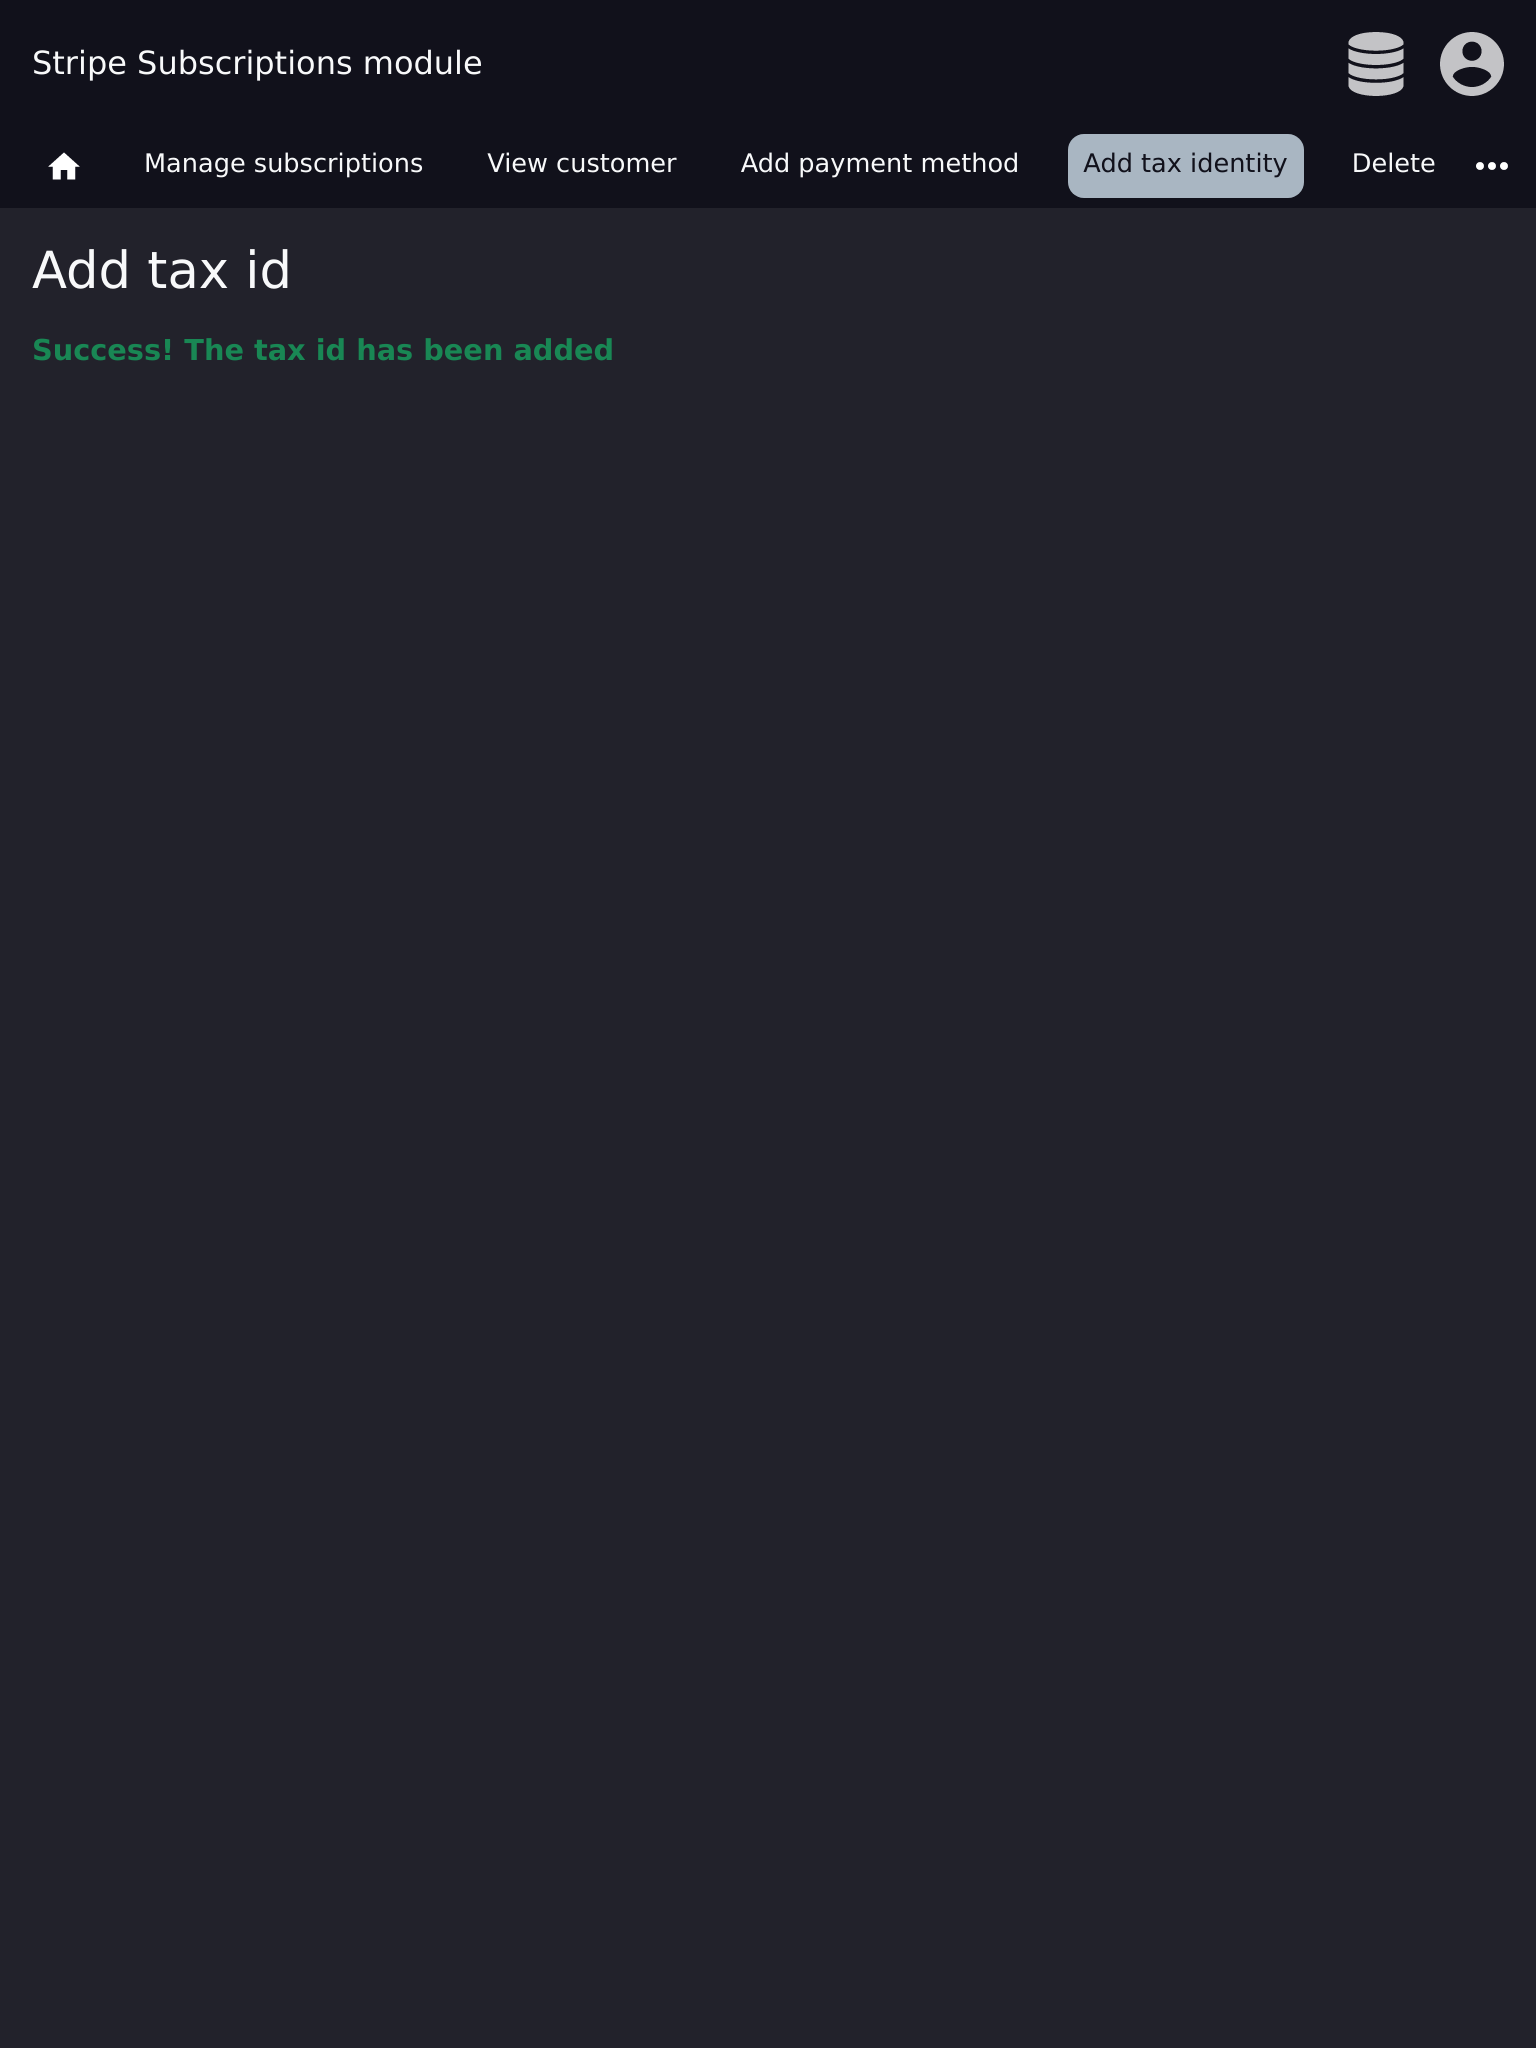 Stripe Subscriptions module
Manage subscriptions View customer Add payment method Add tax identity Delete
Add tax id
Success! The tax id has been added